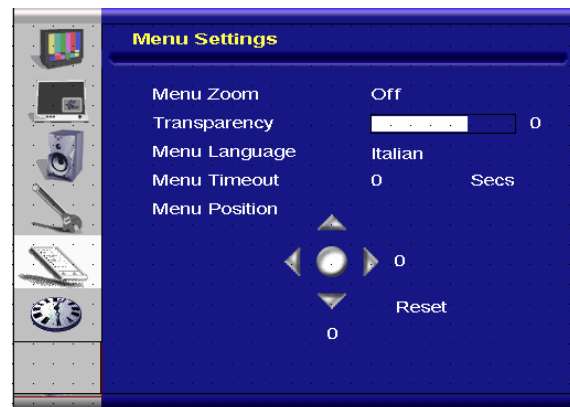 Menu Settings
Menu Zoom Off
Transparency 0
Menu Language Italian
Menu Timeout 0 Secs
Menu Position
0
Reset
0